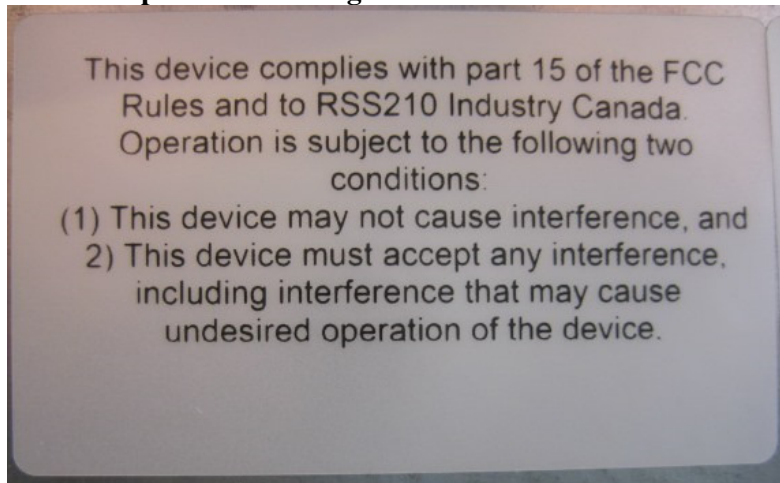 This device complies with part 15 of the FCC
Rules and to RSS210 Industry Canada.
Operation is subject to the following two
conditions:
(1) This device may not cause interference, and
2) This device must accept any interference,
including interference that may cause
undesired operation of the device.